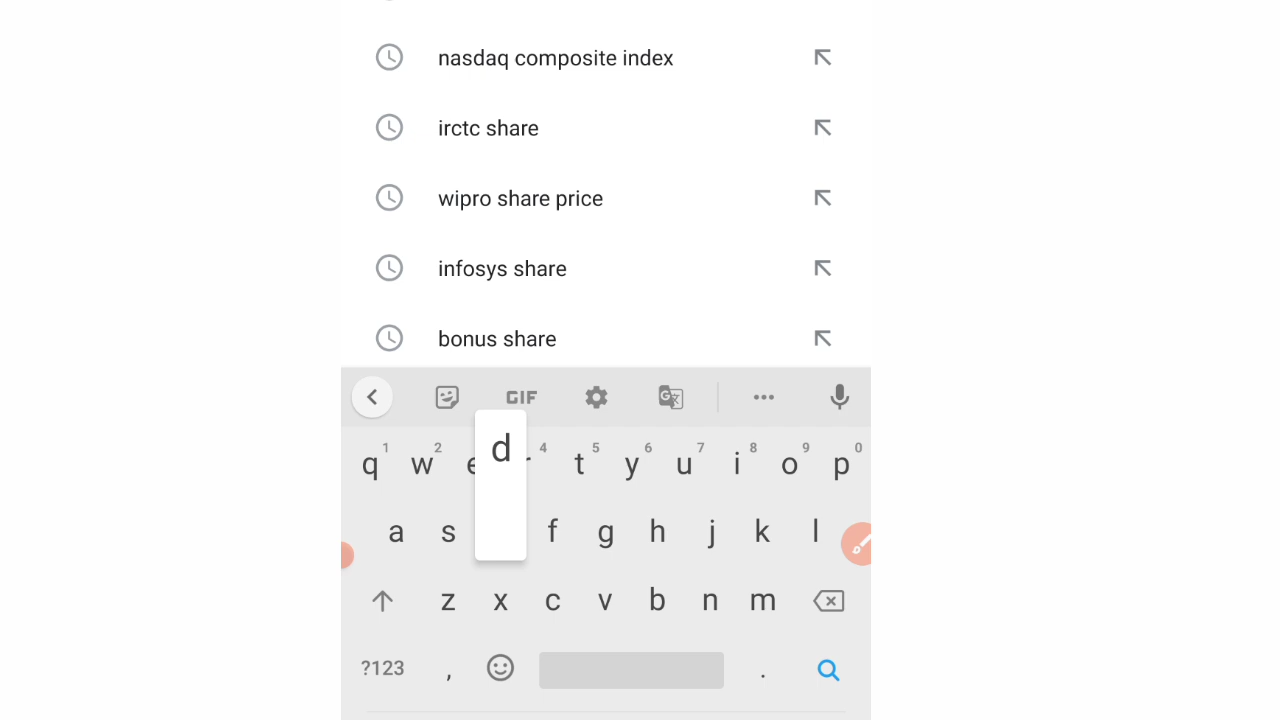 nasdaq composite index
irctc share
wipro share price
infosys share
bonus share
GIF
d
1 2 4 5 6 7 8 9 0
q w e r t y u i o p
a s f g h j k l
z x c v b n m
?123 , .